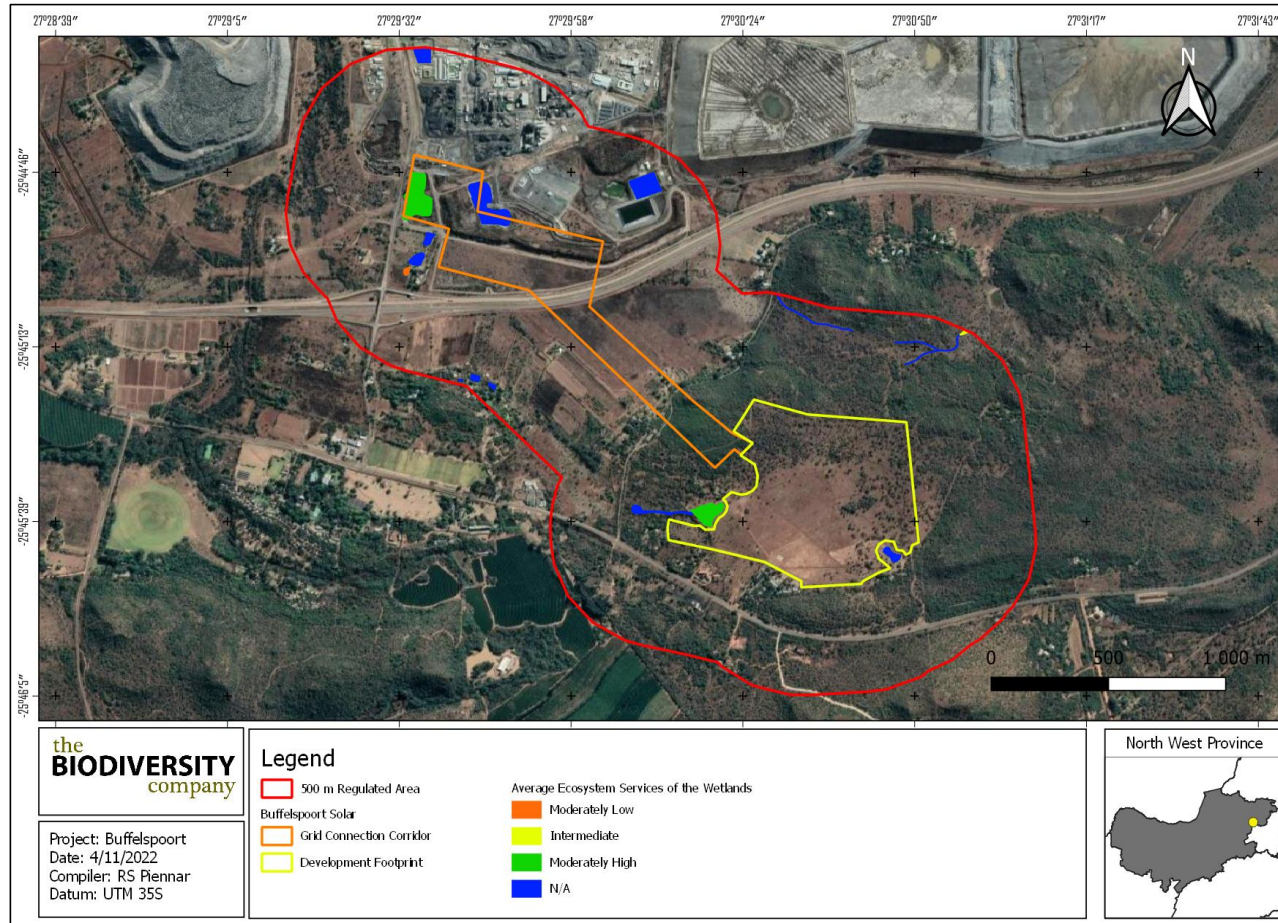 27°28'39" 27°29'5" 27°28'32" 27°29'58" 27°30'24" 27°30'50" 27°31'17" 27°31'43"
-25°44'46"
-25°45'13"
-25°45'39"
-25°46'5"
N
0 500 1 000 m
the
BIODIVERSITY
company
Project: Buffelspoort
Date: 4/11/2022
Compiler: RS Piennar
Datum: UTM 35S
Legend
500 m Regulated Area
Buffelspoort Solar
Grid Connection Corridor
Development Footprint
Average Ecosystem Services of the Wetlands
Moderately Low
Intermediate
Moderately High
N/A
North West Province